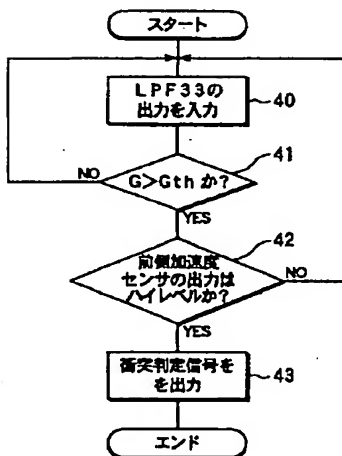 スタート
LPF33の
出力を入力
40
41
G>Gthか?
NO
YES
42
前側加速度
センサの出力は
ハイレベルか?
NO
YES
衝突判定信号を
を出力
43
エンド